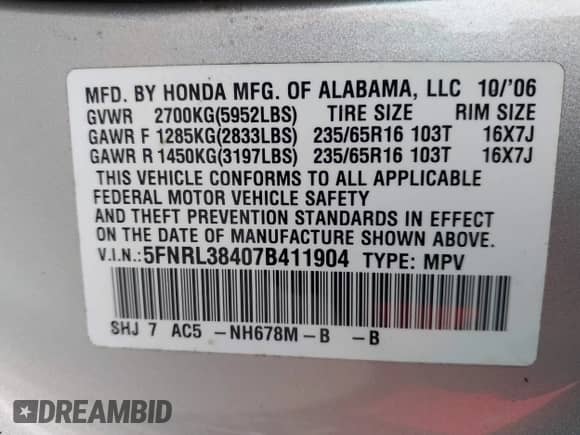 MFD. BY HONDA MFG. OF ALABAMA, LLC 10/'06
GVWR 2700KG(5952LBS) TIRE SIZE RIM SIZE
GAWR F 1285KG(2833LBS) 235/65R16 103T 16X7J
GAWR R 1450KG(3197LBS) 235/65R16 103T 16X7J
THIS VEHICLE CONFORMS TO ALL APPLICABLE
FEDERAL MOTOR VEHICLE SAFETY
AND THEFT PREVENTION STANDARDS IN EFFECT
ON THE DATE OF MANUFACTURE SHOWN ABOVE.
V.I.N.:5FNRL38407B411904 TYPE: MPV
SHJ 7 AC5 -NH678M-B -B
DREAMBID